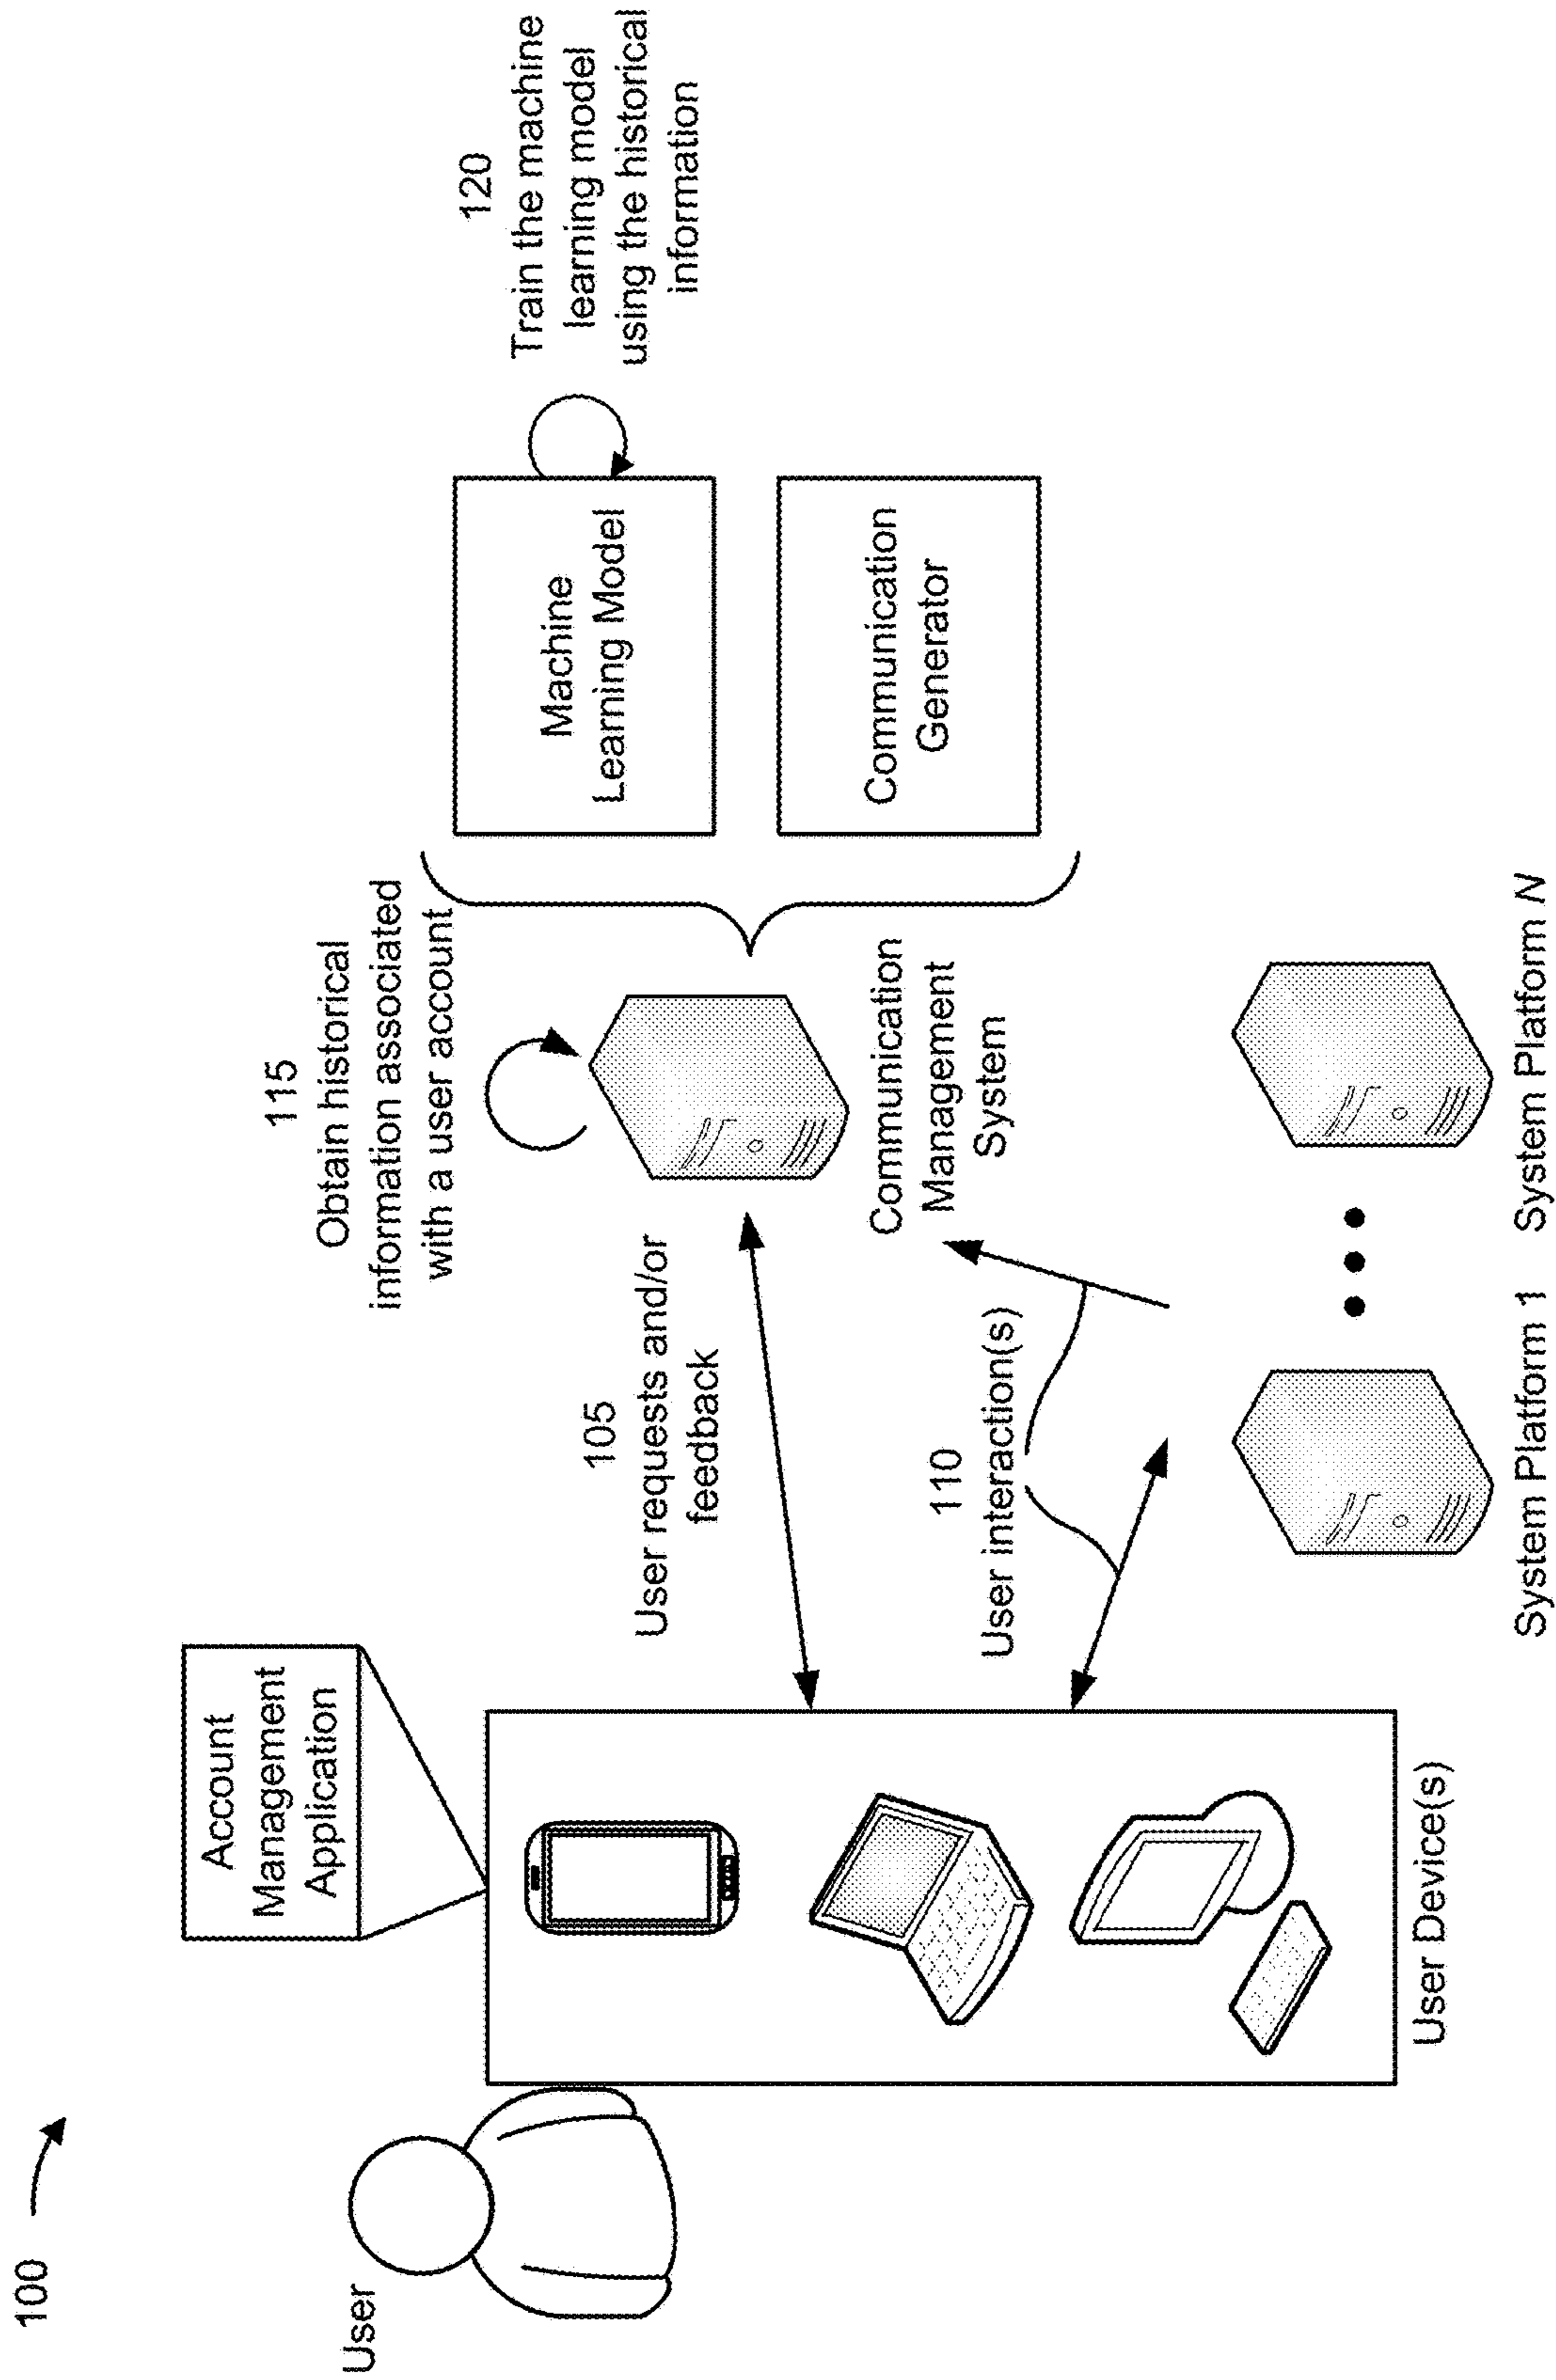 100
User
Account
Management
Application
User Device(s)
105
User requests and/or
feedback
110
User interaction(s)
115
Obtain historical
information associated
with a user account
Communication
Management
System
System Platform 1
System Platform N
Machine
Learning Model
Communication
Generator
120
Train the machine
learning model
using the historical
information